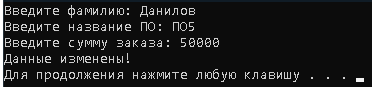 Введите фамилию: Данилов
Введите название ПО: ПО5
Введите сумму заказа: 50000
Данные изменены!
Для продолжения нажмите любую клавишу . . .